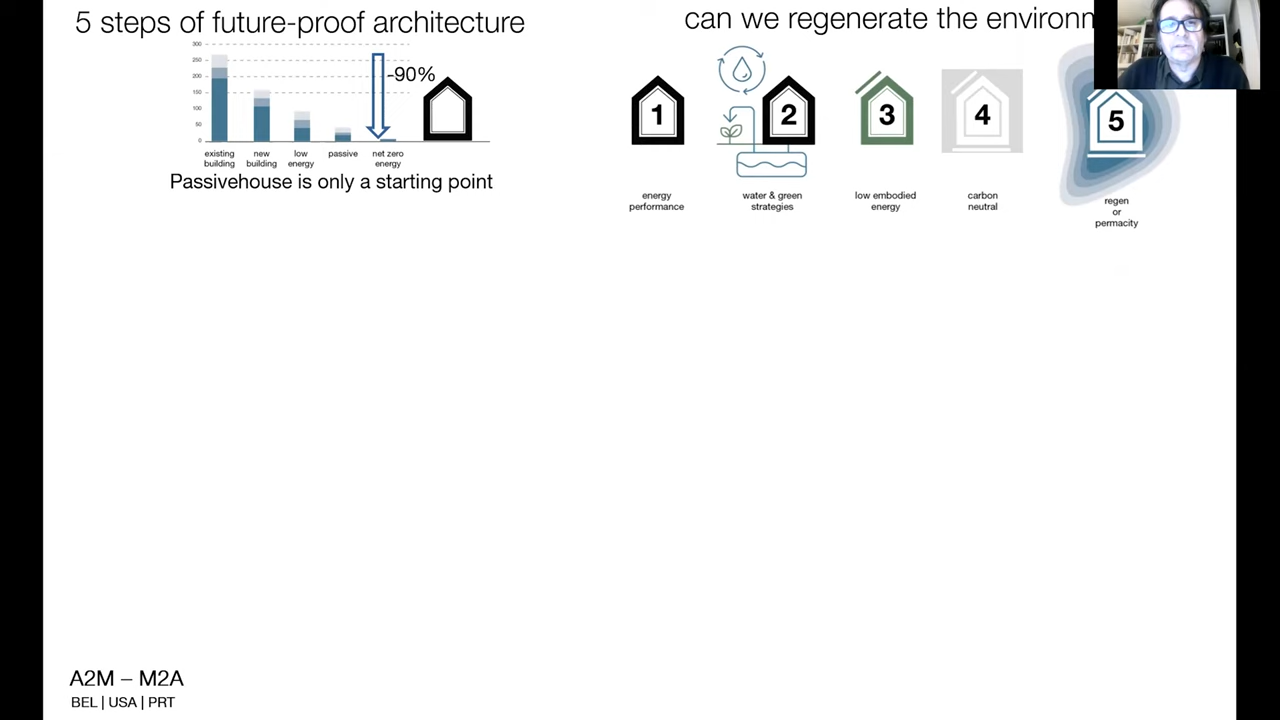 5 steps of future-proof architecture
300
250
200
150
100
50
0
-90%
existing
building
new
building
low
energy
passive
net zero
energy
Passivehouse is only a starting point
can we regenerate the environm
1
2
3
4
5
energy
performance
water & green
strategies
low embodied
energy
carbon
neutral
regen
or
permacity
A2M – M2A
BEL | USA | PRT